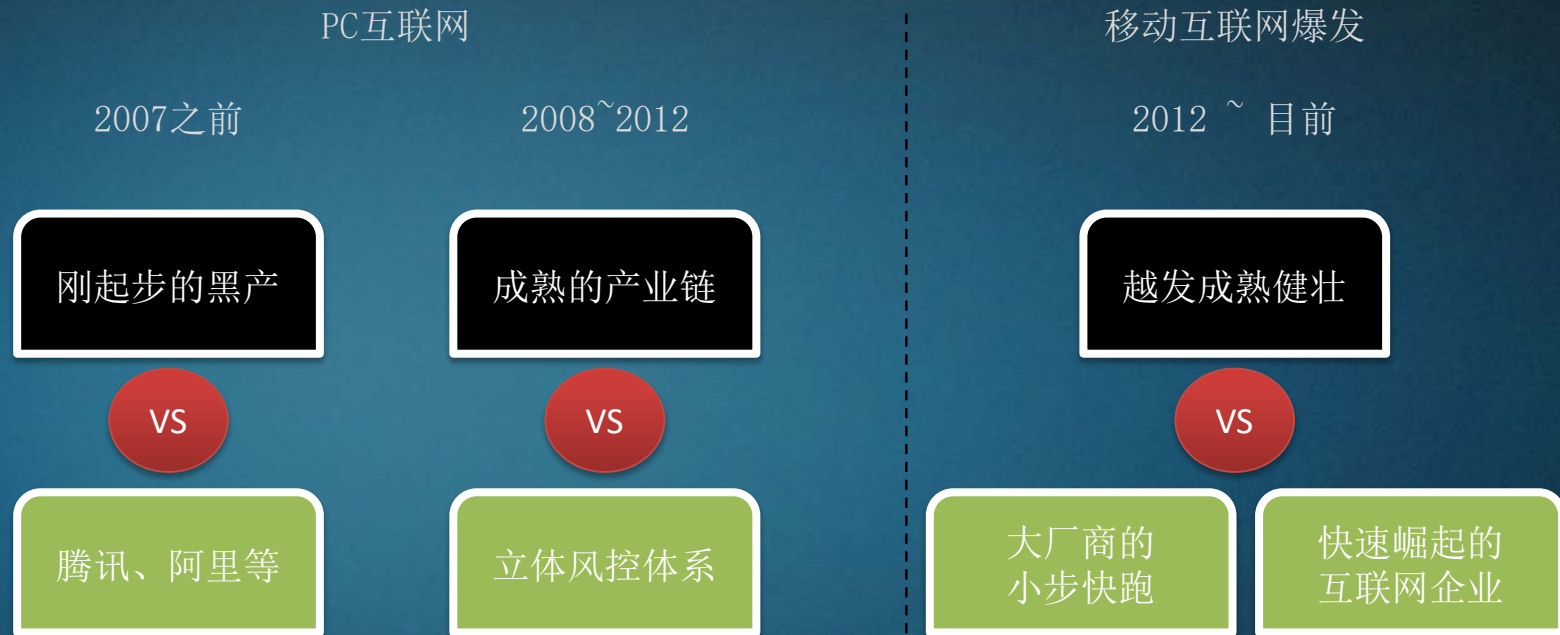 PC互联网
移动互联网爆发
2007之前
2008~2012
2012 ~ 目前
刚起步的黑产
成熟的产业链
越发成熟健壮
VS
VS
VS
腾讯、阿里等
立体风控体系
大厂商的
小步快跑
快速崛起的
互联网企业